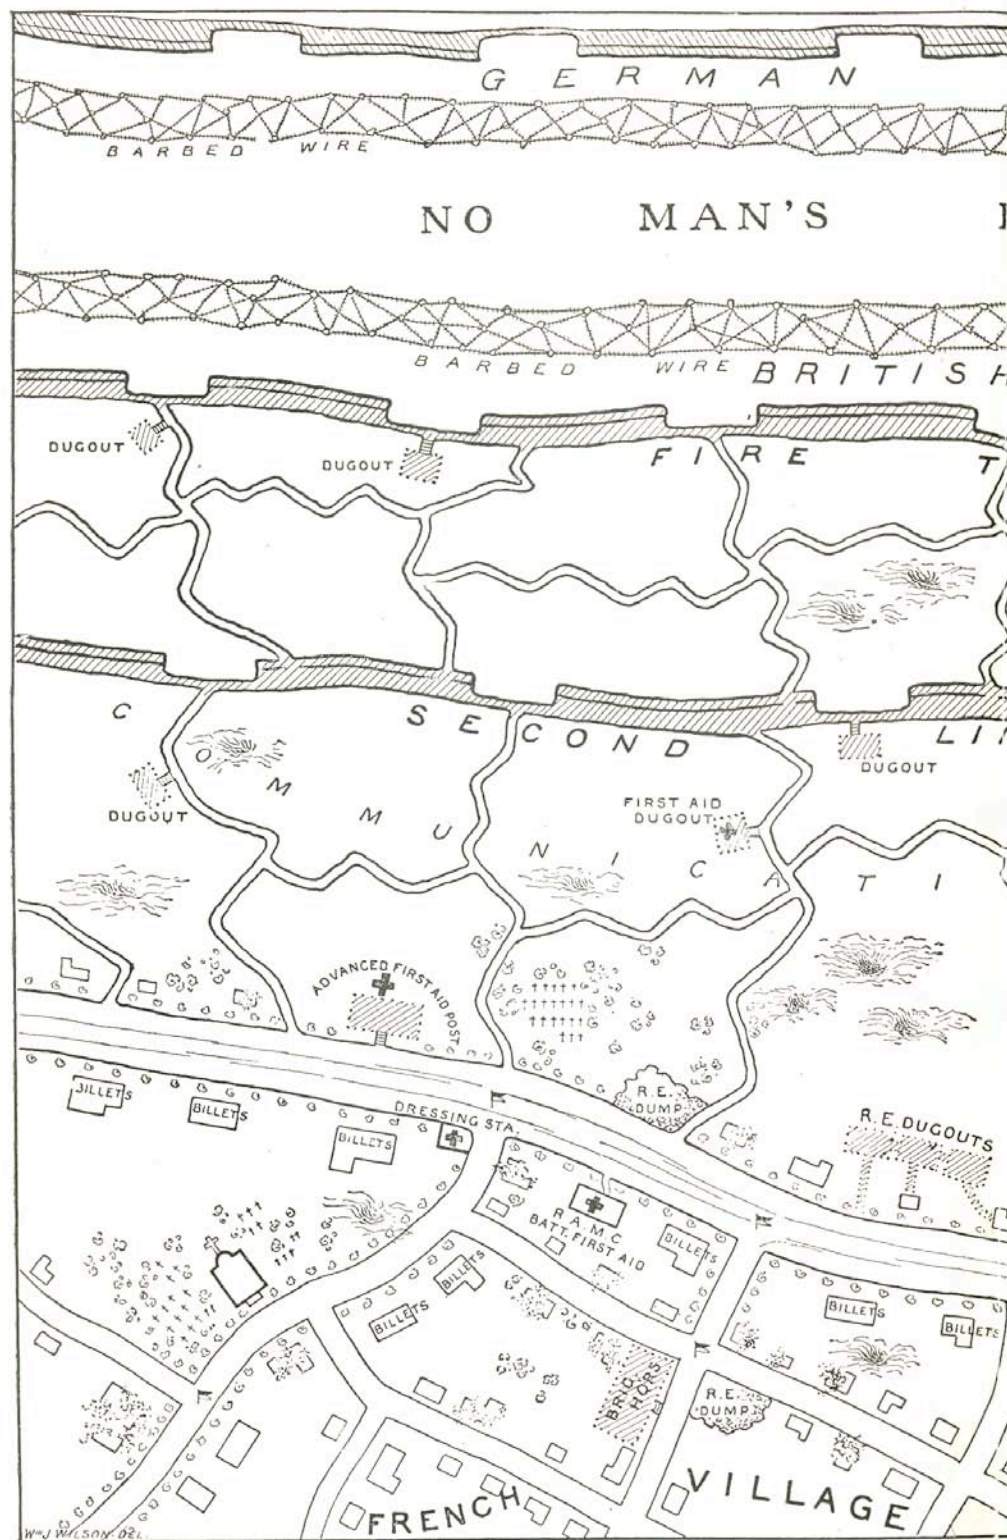 GERMAN
BARBED WIRE
NO MAN'S
BARBED WIRE
BRITISH
DUGOUT
DUGOUT
FIRE T
C O M M U N I C A T I
SECOND LIN
DUGOUT
DUGOUT
FIRST AID
DUGOUT
ADVANCED FIRST AID POST
R.E.
DUMP
BILLETS
BILLETS
BILLETS
DRESSING STA.
R.E. DUGOUTS
R.A.M.C
BATT. FIRST AID
BILLETS
BILLETS
BILLETS
BILLETS
BILLETS
BRIG
HQRS
R.E.
DUMP
FRENCH VILLAGE
WM J WILSON. DEL.